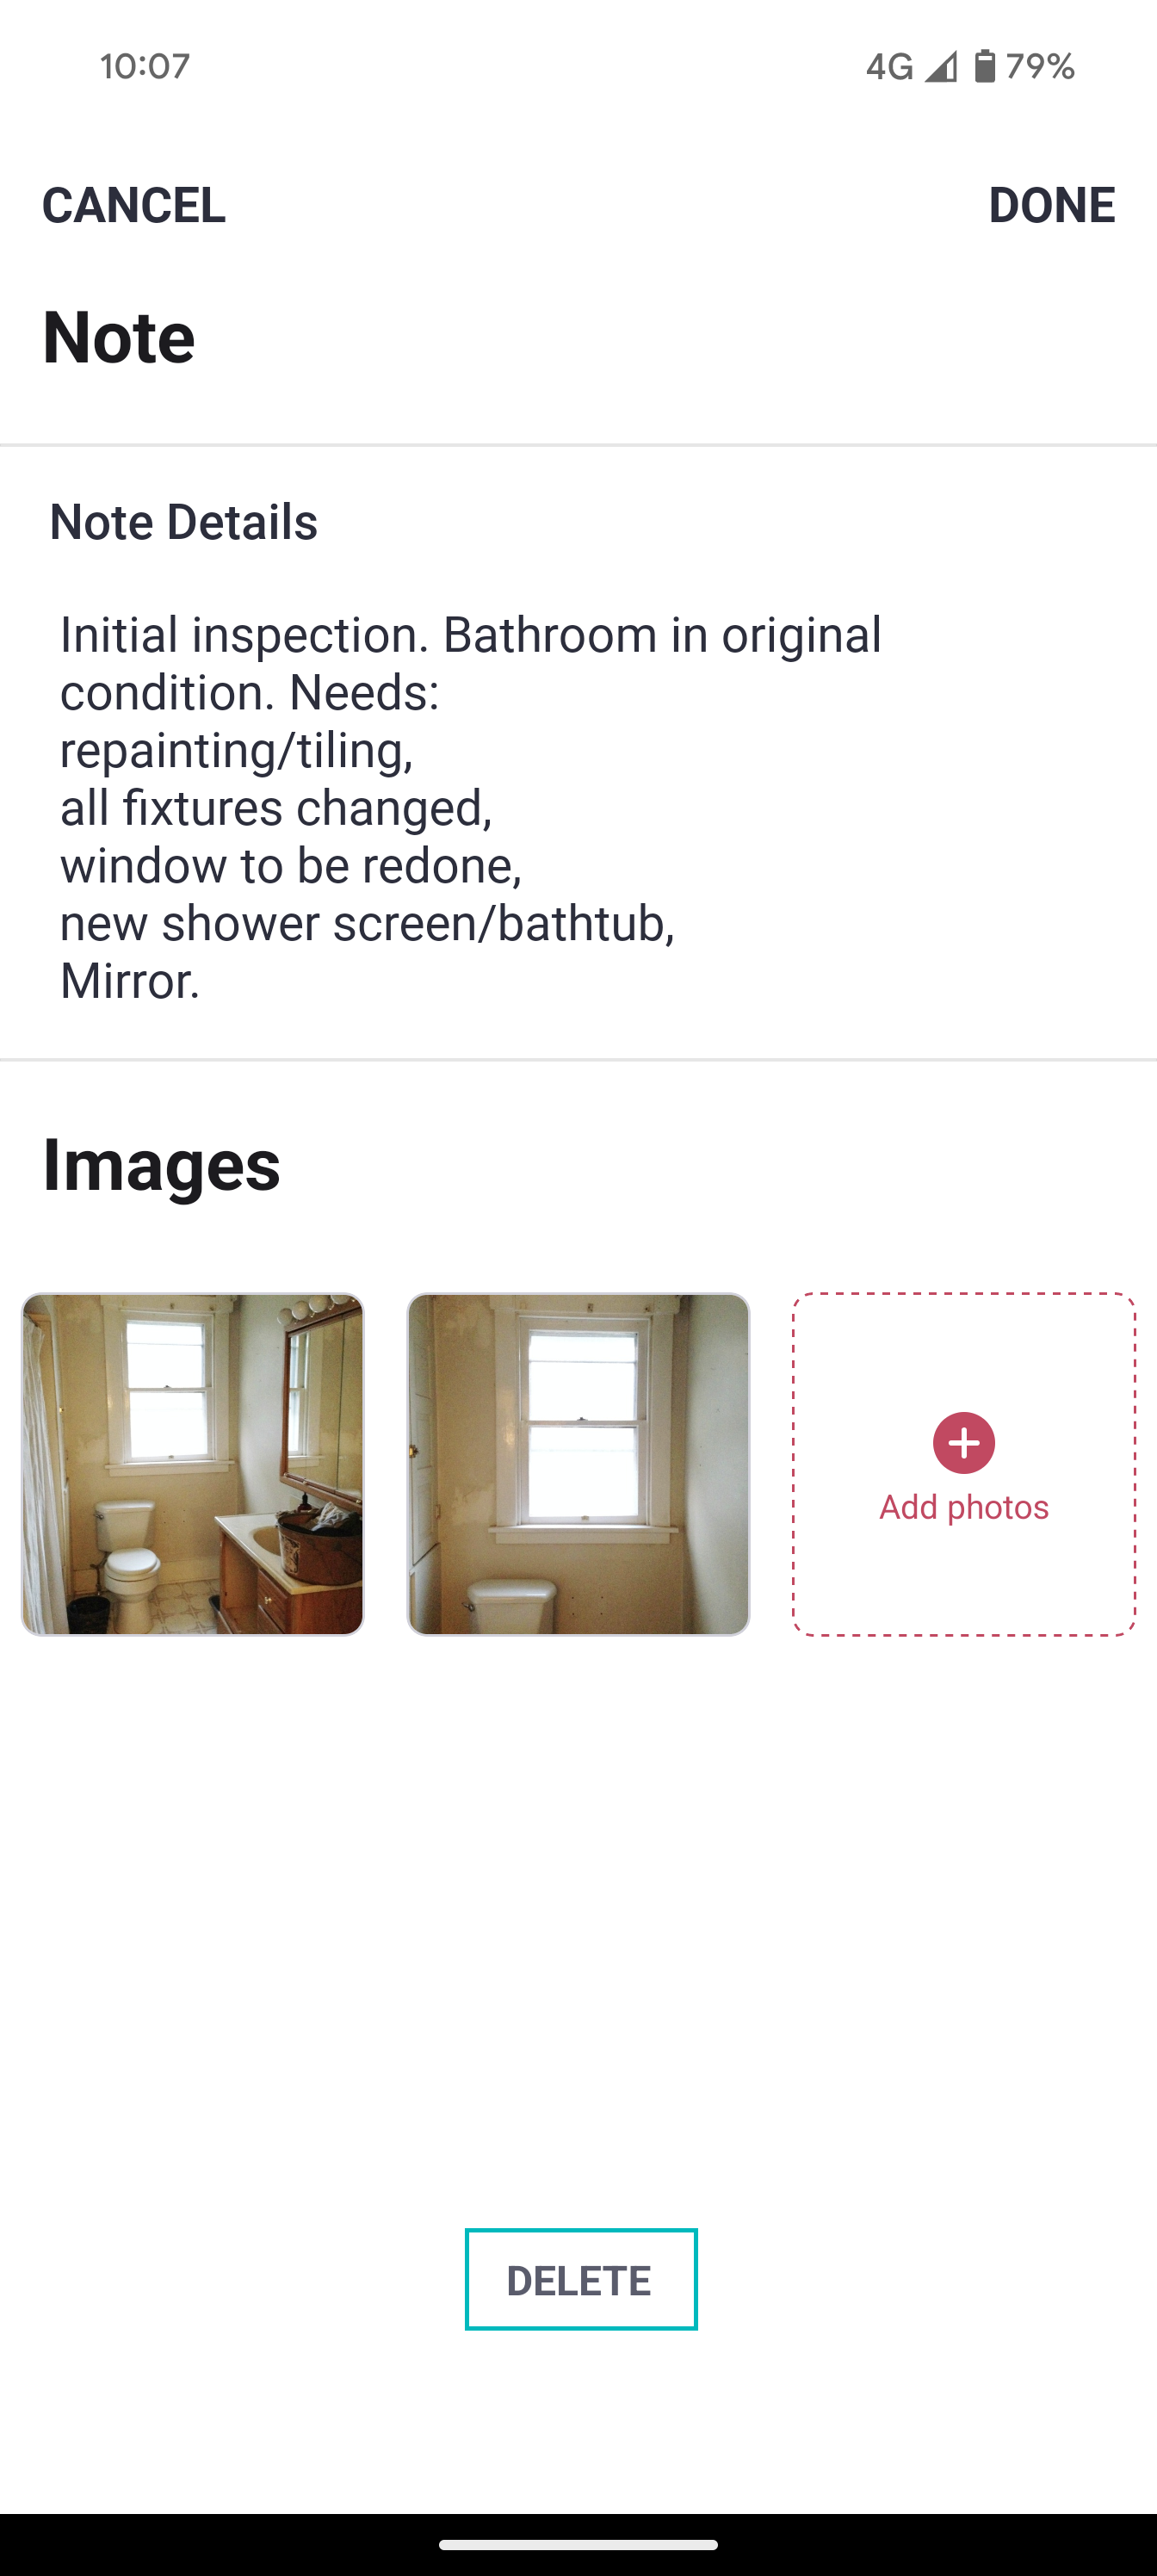 10:07 4G 79%
CANCEL DONE
Note
Note Details
Initial inspection. Bathroom in original
condition. Needs:
repainting/tiling,
all fixtures changed,
window to be redone,
new shower screen/bathtub,
Mirror.
Images
Add photos
DELETE